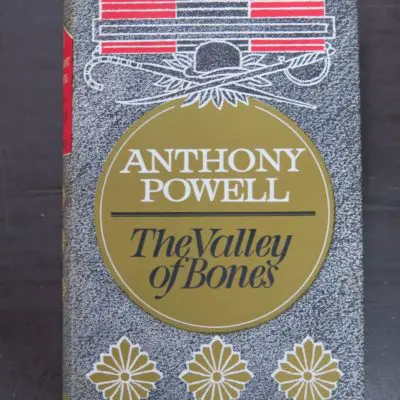 ANTHONY
POWELL
The Valley
of Bones